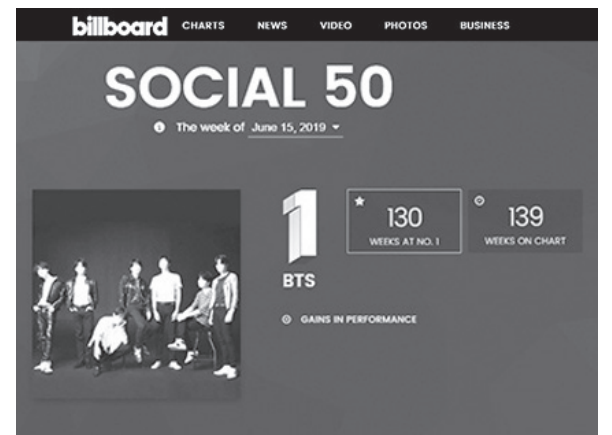 billboard CHARTS NEWS VIDEO PHOTOS BUSINESS
SOCIAL 50
The week of June 15, 2019
1
BTS
130
WEEKS AT NO. 1
139
WEEKS ON CHART
GAINS IN PERFORMANCE